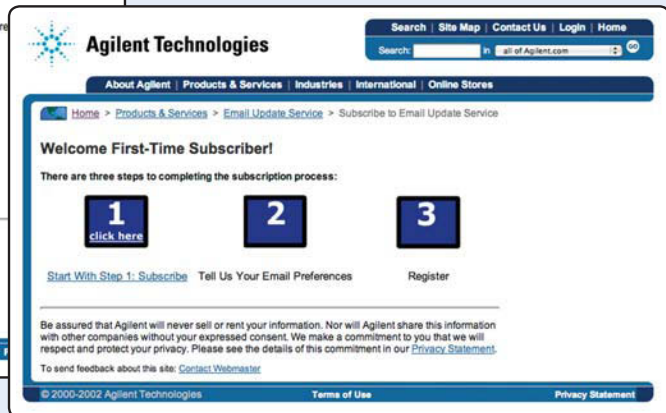 Agilent Technologies
Search | Site Map | Contact Us | Login | Home
Search: in all of Agilent.com GO
About Agilent | Products & Services | Industries | International | Online Stores
Home > Products & Services > Email Update Service > Subscribe to Email Update Service
Welcome First-Time Subscriber!
There are three steps to completing the subscription process:
1 2 3
click here
Start With Step 1: Subscribe Tell Us Your Email Preferences Register
Be assured that Agilent will never sell or rent your information. Nor will Agilent share this information
with other companies without your expressed consent. We make a commitment to you that we will
respect and protect your privacy. Please see the details of this commitment in our Privacy Statement.
To send feedback about this site: Contact Webmaster
© 2000-2002 Agilent Technologies Terms of Use Privacy Statement